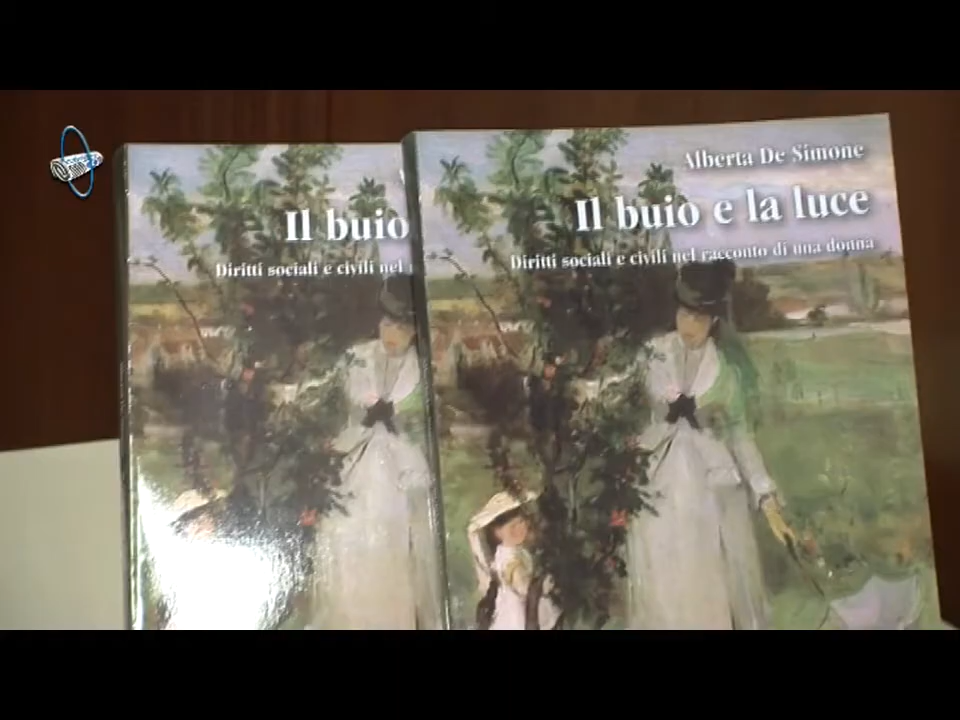 Il buio
Diritti sociali e civili nel
Alberta De Simone
Il buio e la luce
Diritti sociali e civili nel racconto di una donna